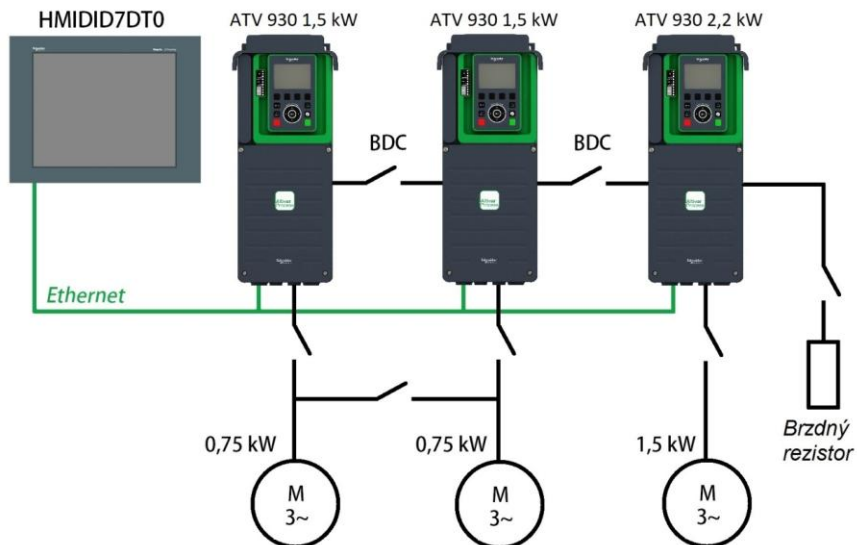 HMIDID7DT0
ATV 930 1,5 kW
ATV 930 1,5 kW
ATV 930 2,2 kW
BDC
BDC
Ethernet
0,75 kW
0,75 kW
1,5 kW
Brzdný
rezistor
M
3~
M
3~
M
3~